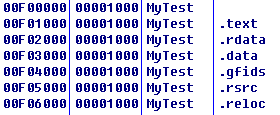 00F00000 00001000 MyTest
00F01000 00001000 MyTest .text
00F02000 00001000 MyTest .rdata
00F03000 00001000 MyTest .data
00F04000 00001000 MyTest .gfids
00F05000 00001000 MyTest .rsrc
00F06000 00001000 MyTest .reloc